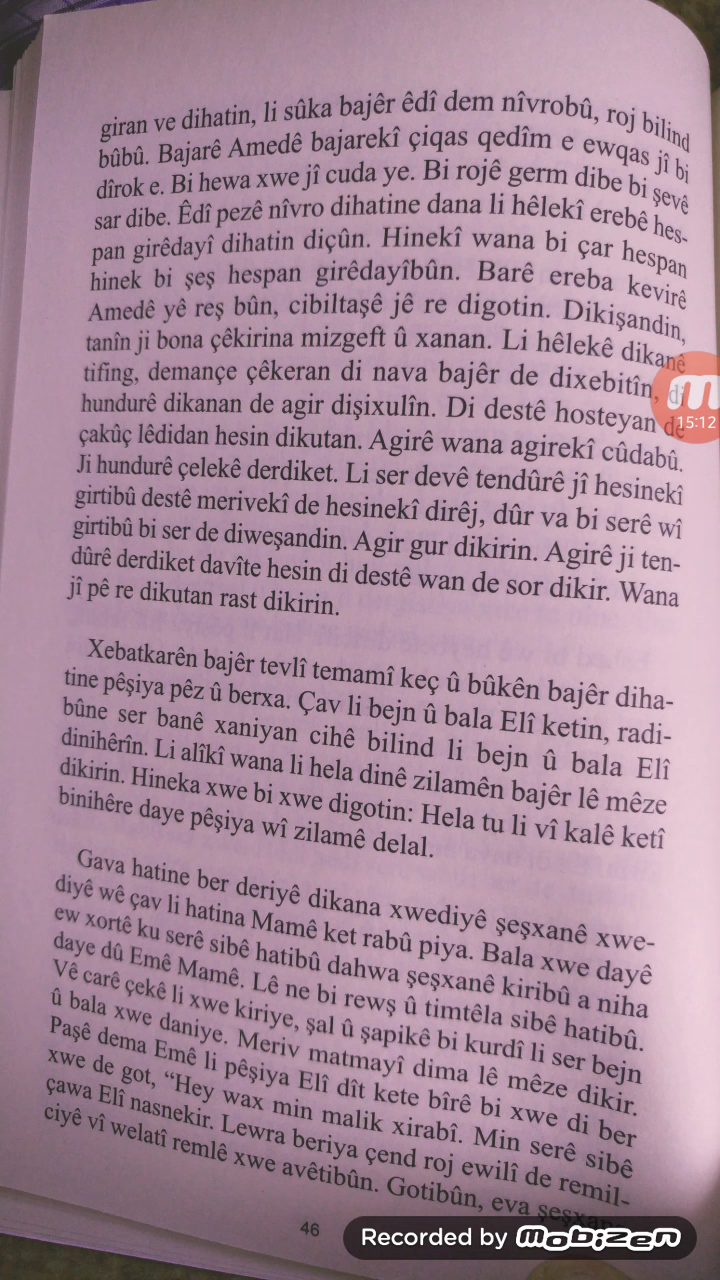 giran ve dihatin, li sûka bajêr êdî dem nîvrobû, roj bilind
bûbû. Bajarê Amedê bajarekî çiqas qedîm e ewqas jî bi
dîrok e. Bi hewa xwe jî cuda ye. Bi rojê germ dibe bi şevê
sar dibe. Êdî pezê nîvro dihatine dana li hêlekî erebê hes-
pan girêdayî dihatin diçûn. Hinekî wana bi çar hespan
hinek bi şeş hespan girêdayîbûn. Barê ereba kevirê
Amedê yê reş bûn, cibiltaşê jê re digotin. Dikişandin,
tanîn ji bona çêkirina mizgeft û xanan. Li hêlekê dikanê
tifing, demançe çêkeran di nava bajêr de dixebitîn, di
hundurê dikanan de agir dişixulîn. Di destê hosteyan de
çakûç lêdidan hesin dikutan. Agirê wana agirekî cûdabû.
Ji hundurê çelekê derdiket. Li ser devê tendûrê jî hesinekî
girtibû destê merivekî de hesinekî dirêj, dûr va bi serê wî
girtibû bi ser de diweşandin. Agir gur dikirin. Agirê ji ten-
dûrê derdiket davîte hesin di destê wan de sor dikir. Wana
jî pê re dikutan rast dikirin.
Xebatkarên bajêr tevlî temamî keç û bûkên bajêr diha-
tine pêşiya pêz û berxa. Çav li bejn û bala Elî ketin, radi-
bûne ser banê xaniyan cihê bilind li bejn û bala Elî
dinihêrîn. Li alîkî wana li hela dinê zilamên bajêr lê mêze
dikirin. Hineka xwe bi xwe digotin: Hela tu li vî kalê ketî
binihêre daye pêşiya wî zilamê delal.
Gava hatine ber deriyê dikana xwediyê şeşxanê xwe-
diyê wê çav li hatina Mamê ket rabû piya. Bala xwe dayê
ew xortê ku serê sibê hatibû dahwa şeşxanê kiribû a niha
daye dû Emê Mamê. Lê ne bi rewş û timtêla sibê hatibû.
Vê carê çekê li xwe kiriye, şal û şapikê bi kurdî li ser bejn
û bala xwe daniye. Meriv matmayî dima lê mêze dikir.
Paşê dema Emê li pêşiya Elî dît kete bîrê bi xwe di ber
xwe de got, “Hey wax min malik xirabî. Min serê sibê
çawa Elî nasnekir. Lewra beriya çend roj ewilî de remil-
ciyê vî welatî remlê xwe avêtibûn. Gotibûn, eva
46
15:12
Recorded by mobizen